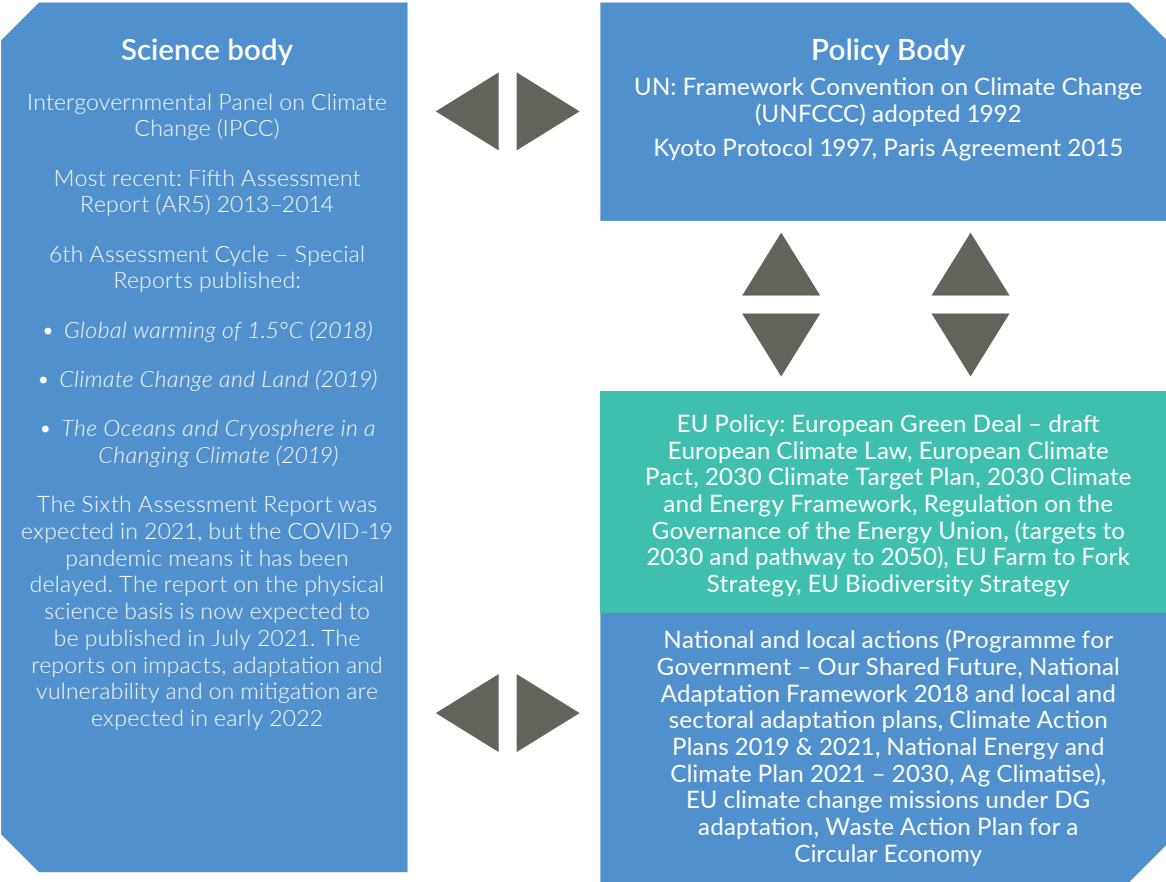 Science body
Intergovernmental Panel on Climate
Change (IPCC)
Most recent: Fifth Assessment
Report (AR5) 2013–2014
6th Assessment Cycle – Special
Reports published:
• Global warming of 1.5°C (2018)
• Climate Change and Land (2019)
• The Oceans and Cryosphere in a
Changing Climate (2019)
The Sixth Assessment Report was
expected in 2021, but the COVID-19
pandemic means it has been
delayed. The report on the physical
science basis is now expected to
be published in July 2021. The
reports on impacts, adaptation and
vulnerability and on mitigation are
expected in early 2022
Policy Body
UN: Framework Convention on Climate Change
(UNFCCC) adopted 1992
Kyoto Protocol 1997, Paris Agreement 2015
EU Policy: European Green Deal – draft
European Climate Law, European Climate
Pact, 2030 Climate Target Plan, 2030 Climate
and Energy Framework, Regulation on the
Governance of the Energy Union, (targets to
2030 and pathway to 2050), EU Farm to Fork
Strategy, EU Biodiversity Strategy
National and local actions (Programme for
Government – Our Shared Future, National
Adaptation Framework 2018 and local and
sectoral adaptation plans, Climate Action
Plans 2019 & 2021, National Energy and
Climate Plan 2021 – 2030, Ag Climatise),
EU climate change missions under DG
adaptation, Waste Action Plan for a
Circular Economy